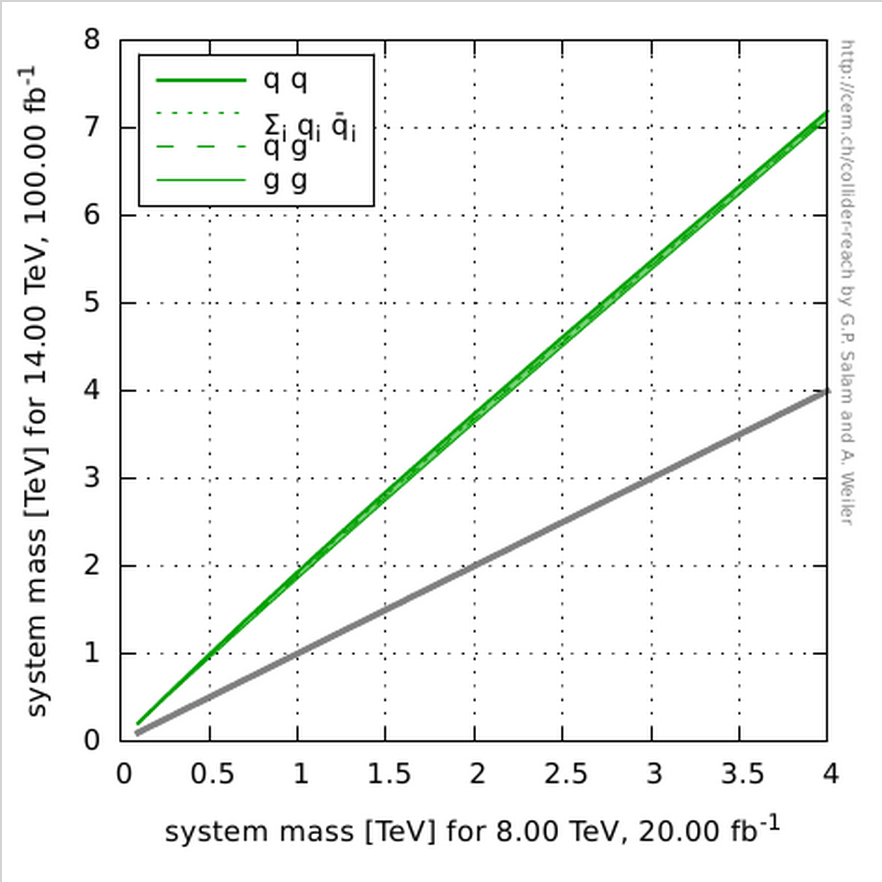 8
7
6
5
4
3
2
1
0
q q
Σi qi q̄i
q g
g g
system mass [TeV] for 14.00 TeV, 100.00 fb-1
http://cern.ch/collider-reach by G.P. Salam and A. Weiler
0 0.5 1 1.5 2 2.5 3 3.5 4
system mass [TeV] for 8.00 TeV, 20.00 fb-1